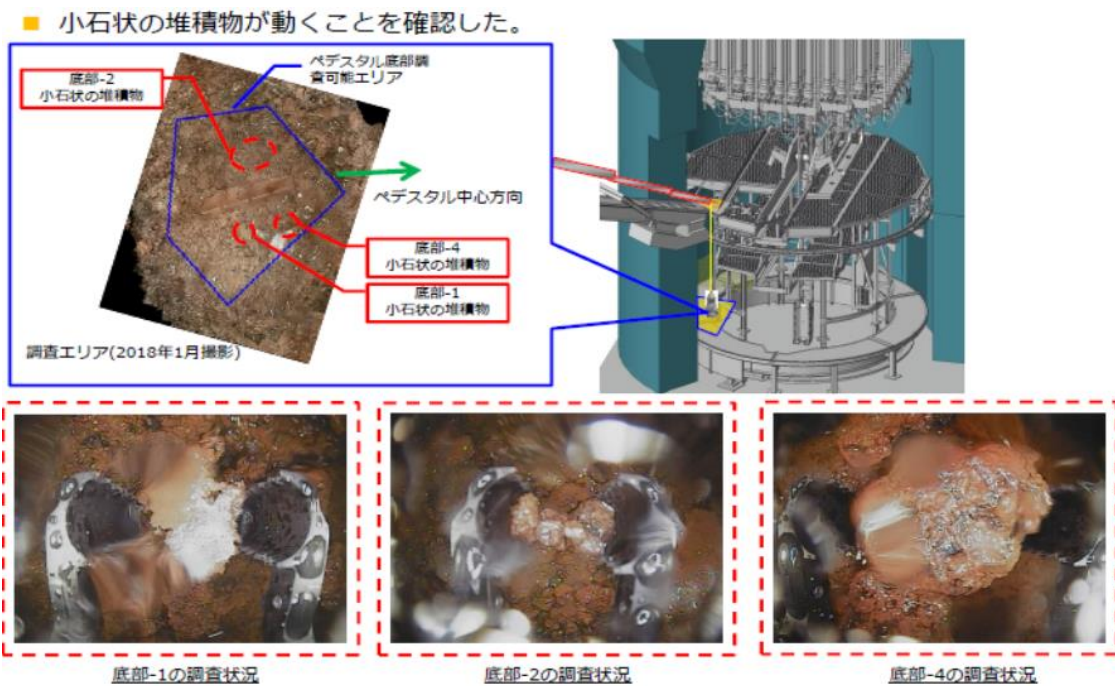 ■ 小石状の堆積物が動くことを確認した。
ペデスタル底部調
査可能エリア
底部-2
小石状の堆積物
ペデスタル中心方向
底部-4
小石状の堆積物
底部-1
小石状の堆積物
調査エリア(2018年1月撮影)
底部-1の調査状況
底部-2の調査状況
底部-4の調査状況